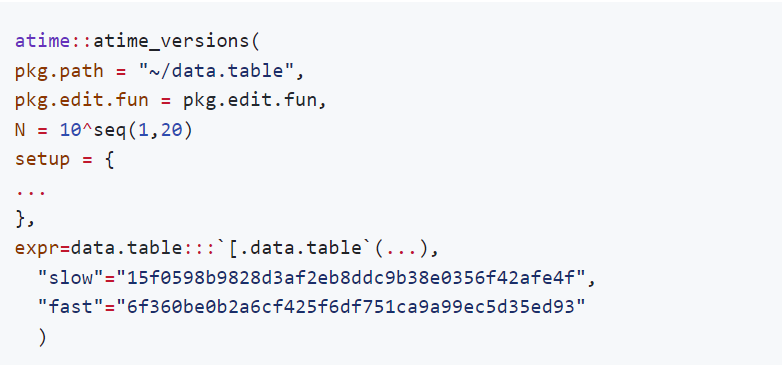 atime::atime_versions(
pkg.path = "~/data.table",
pkg.edit.fun = pkg.edit.fun,
N = 10^seq(1,20)
setup = {
...
},
expr=data.table:::`[.data.table`(...),
  "slow"="15f0598b9828d3af2eb8ddc9b38e0356f42afe4f",
  "fast"="6f360be0b2a6cf425f6df751ca9a99ec5d35ed93"
  )